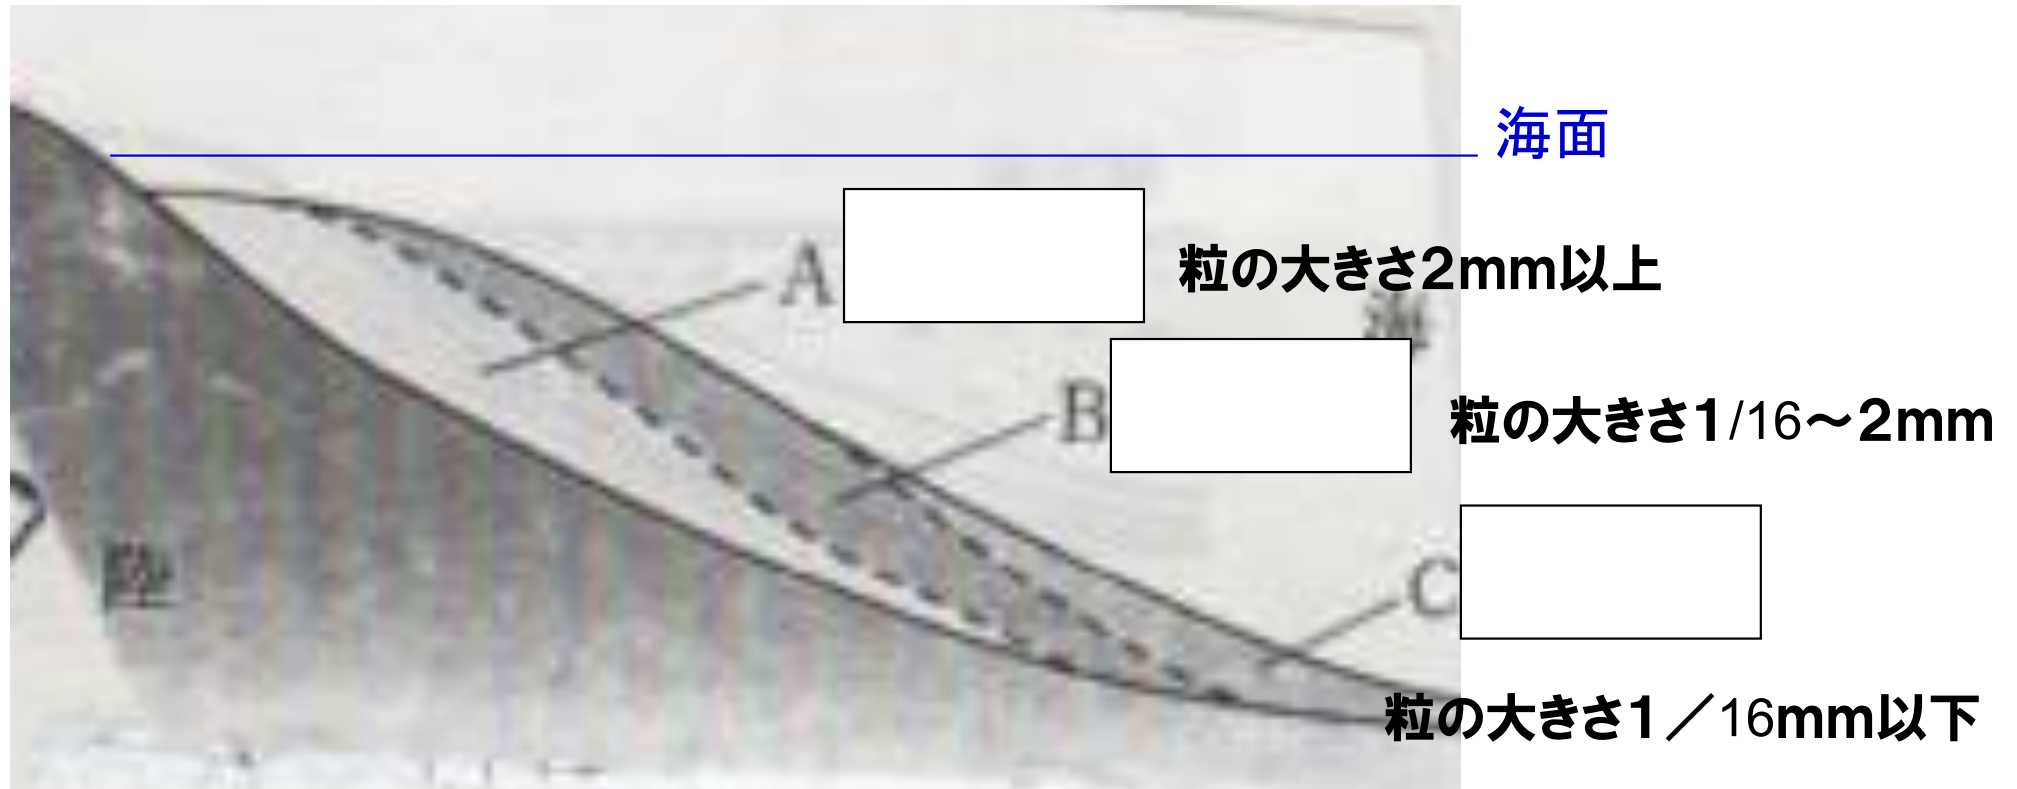 海面
A
粒の大きさ2mm以上
海
B
粒の大きさ1/16～2mm
C
陸
粒の大きさ1／16mm以下